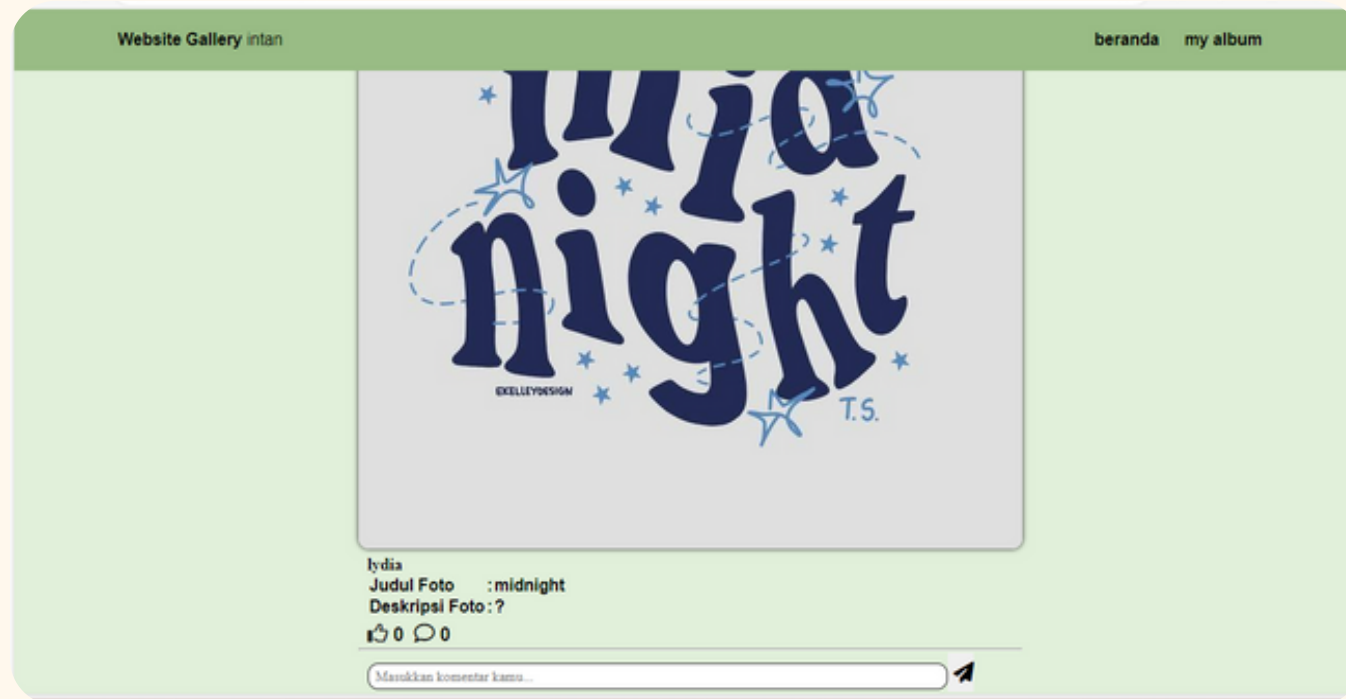 Website Gallery intan
beranda my album
mid
night
EKELLEYDESIGN
T.S.
lydia
Judul Foto : midnight
Deskripsi Foto : ?
0 0
Masukkan komentar kamu...